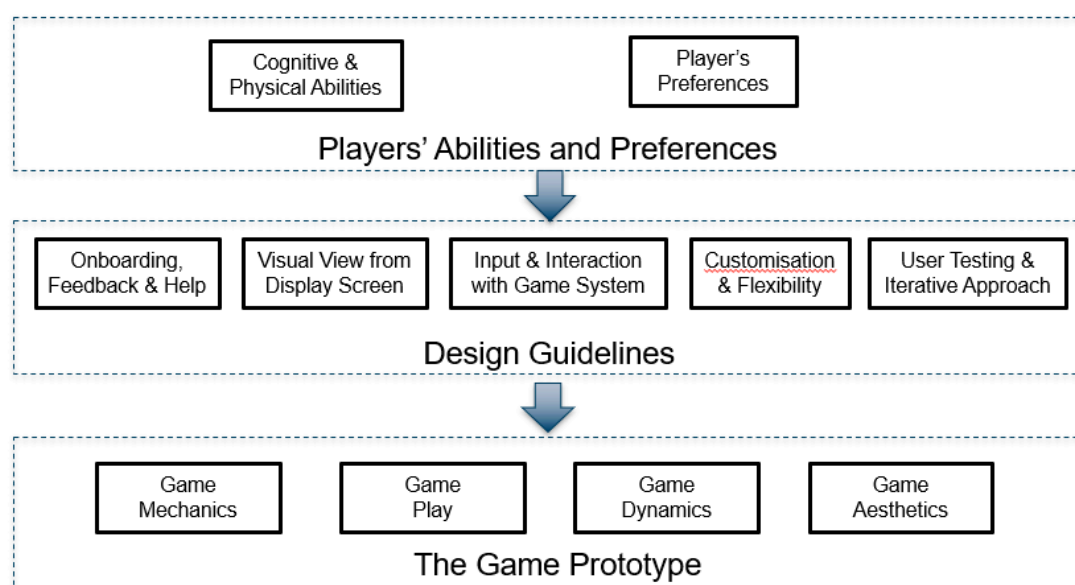 Cognitive &
Physical Abilities
Player's
Preferences
Players' Abilities and Preferences
Onboarding,
Feedback & Help
Visual View from
Display Screen
Input & Interaction
with Game System
Customisation
& Flexibility
User Testing &
Iterative Approach
Design Guidelines
Game
Mechanics
Game
Play
Game
Dynamics
Game
Aesthetics
The Game Prototype